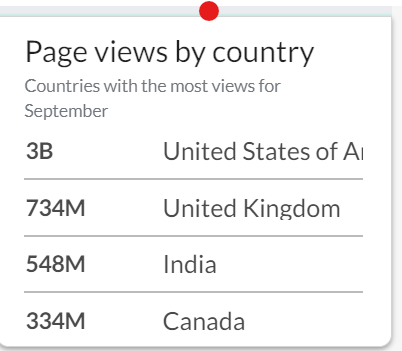 Page views by country
Countries with the most views for
September
3B United States of A
734M United Kingdom
548M India
334M Canada